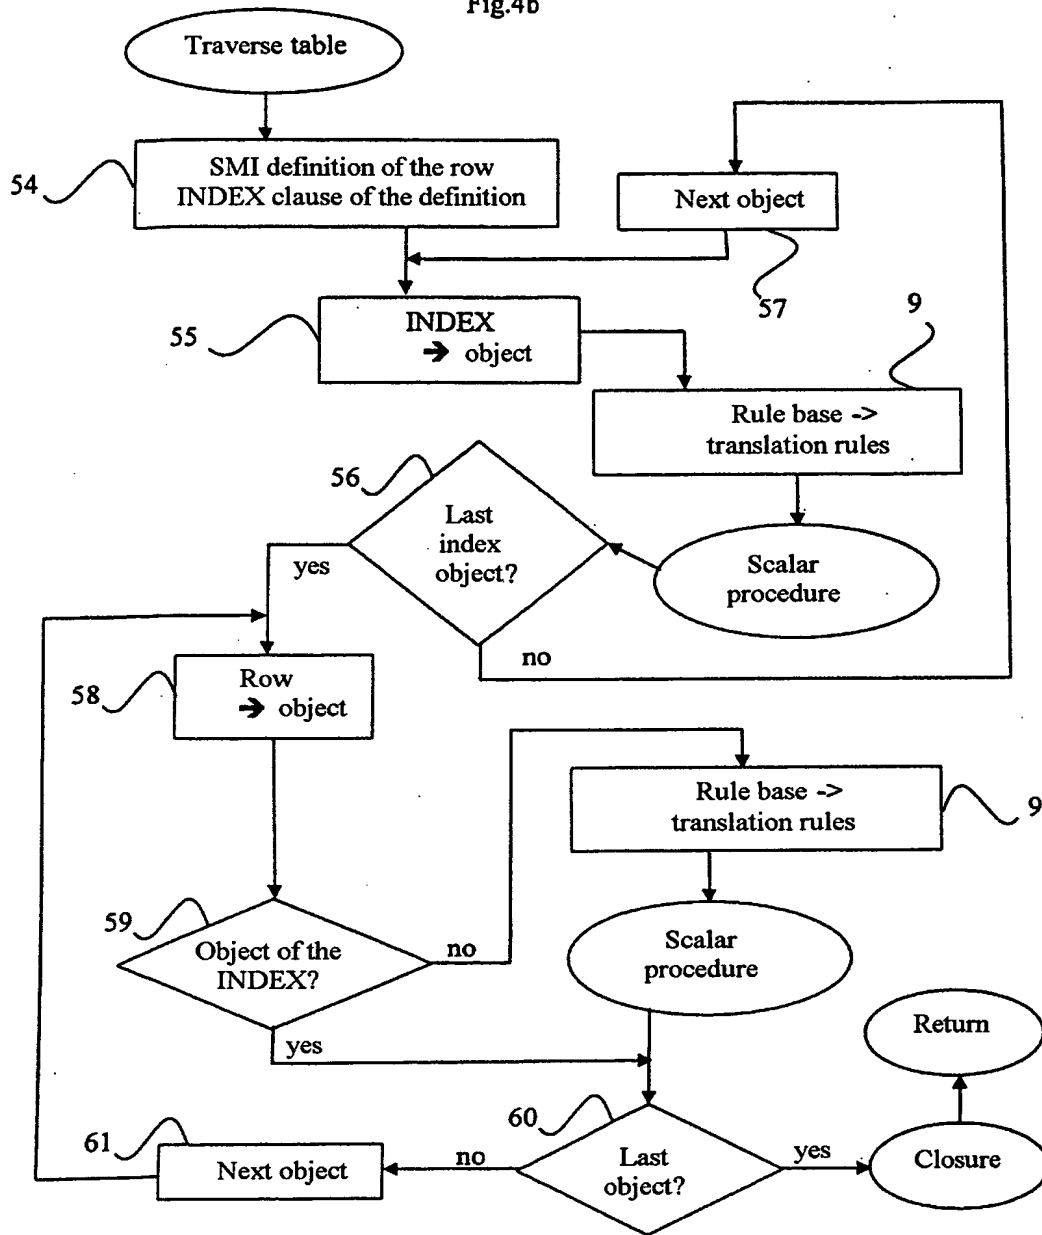 Fig.4b
Traverse table
54
SMI definition of the row
INDEX clause of the definition
Next object
57
9
55
INDEX
➔ object
Rule base ->
translation rules
56
Last
index
object?
yes
no
Scalar
procedure
58
Row
➔ object
Rule base ->
translation rules
9
59
Object of the
INDEX?
no
yes
Scalar
procedure
Return
60
61
Next object
no
Last
object?
yes
Closure